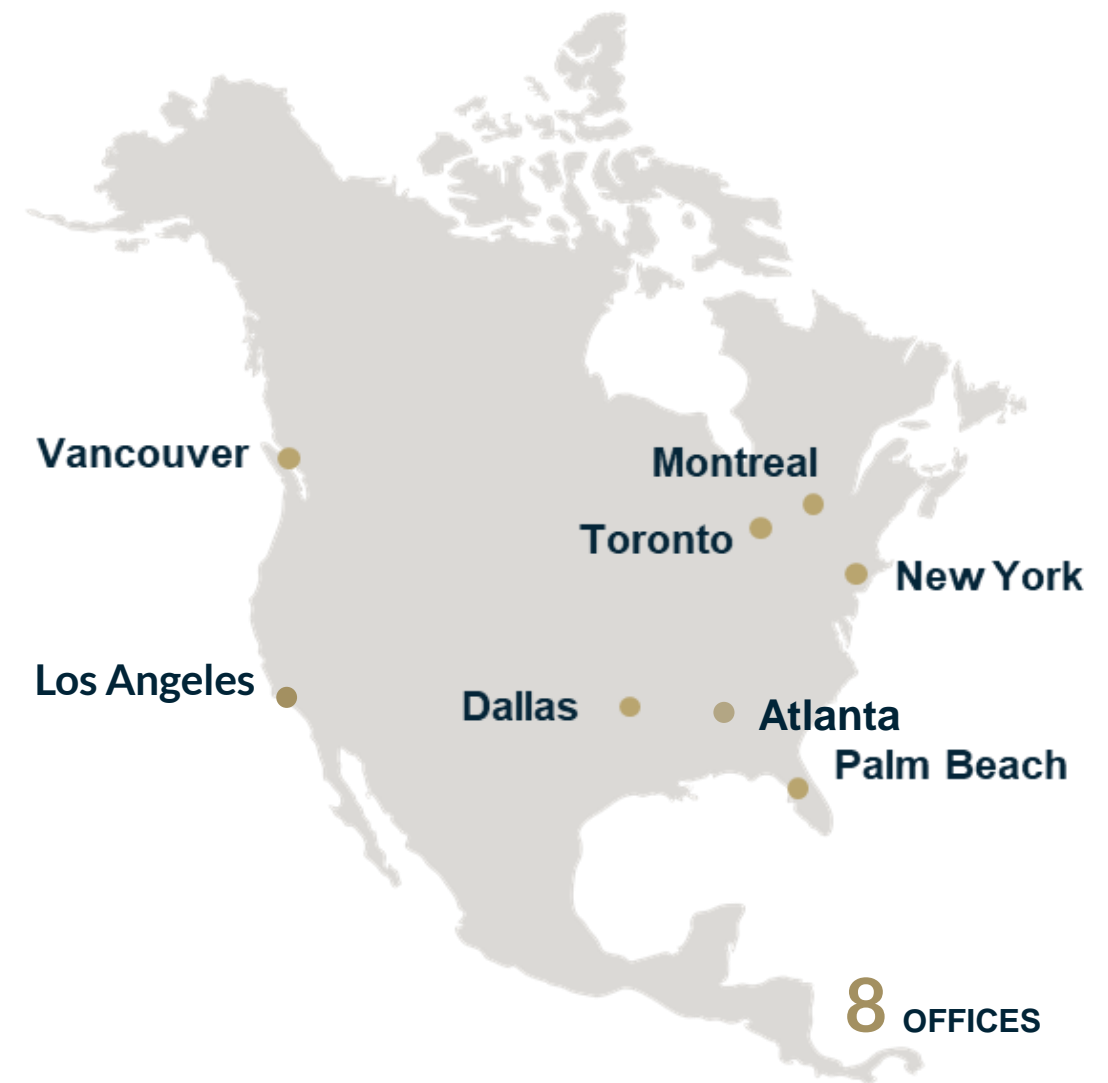 Vancouver
Montreal
Toronto
New York
Los Angeles
Dallas
Atlanta
Palm Beach
8 OFFICES